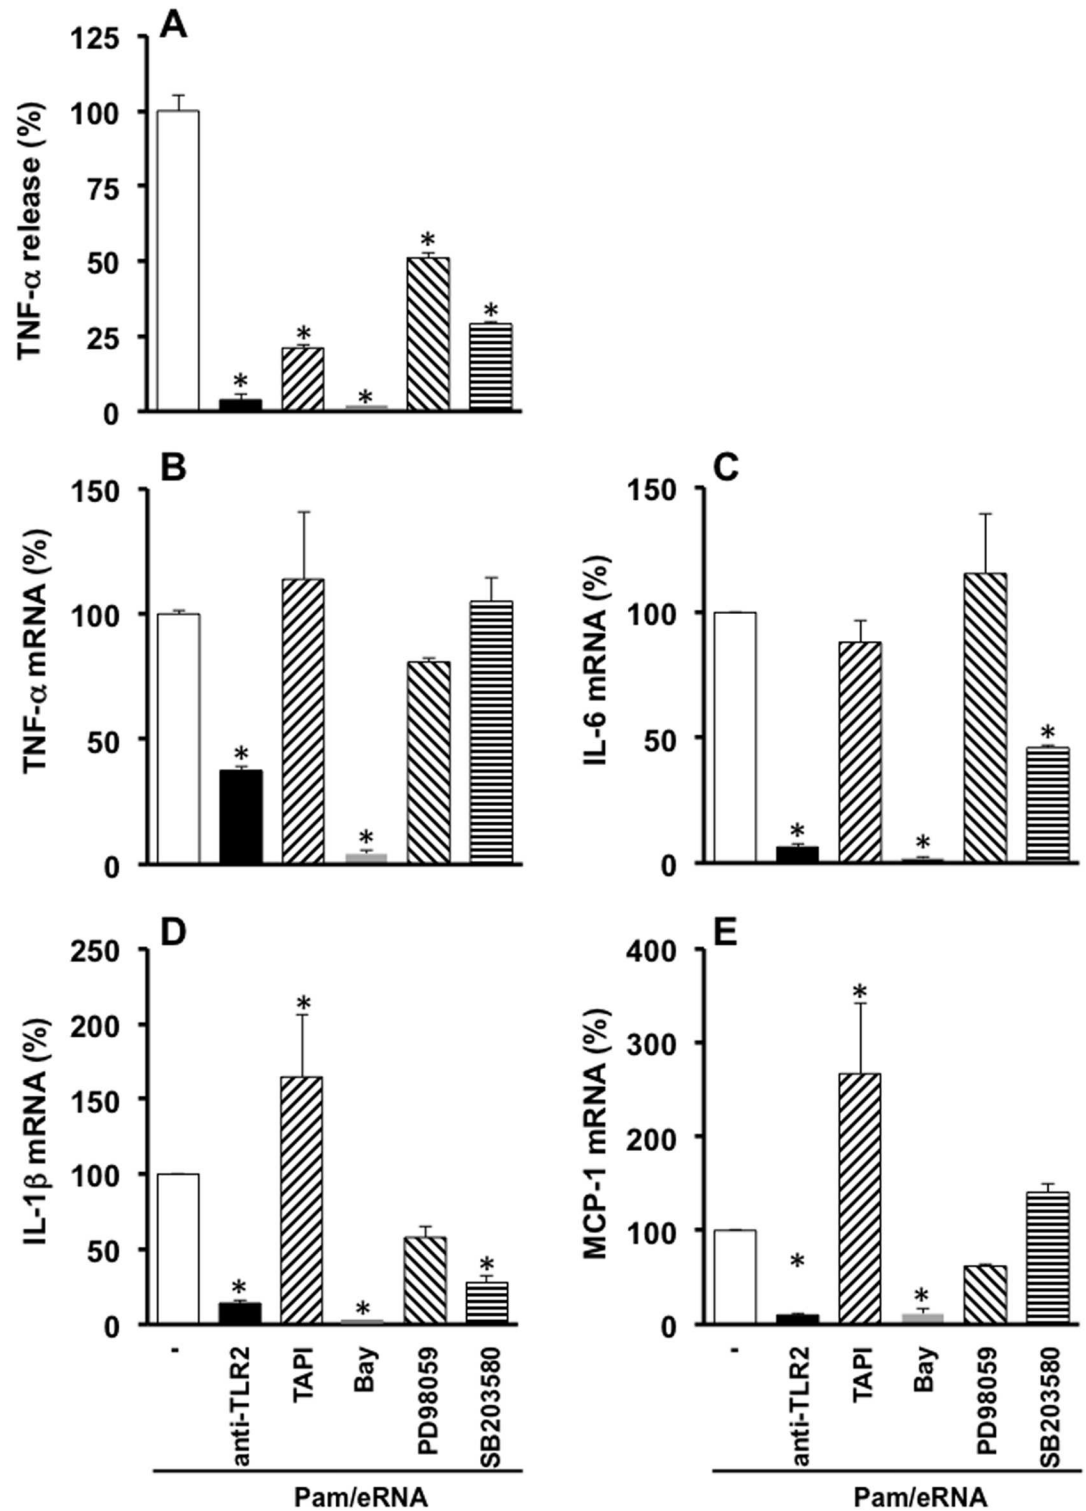 A
TNF-α release (%)
125
100
75
50
25
0
* * * * *
B
TNF-α mRNA (%)
150
100
50
0
* *
C
IL-6 mRNA (%)
150
100
50
0
* * *
D
IL-1β mRNA (%)
250
200
150
100
50
0
* * * *
- anti-TLR2 TAPI Bay PD98059 SB203580
Pam/eRNA
E
MCP-1 mRNA (%)
400
300
200
100
0
* * *
- anti-TLR2 TAPI Bay PD98059 SB203580
Pam/eRNA